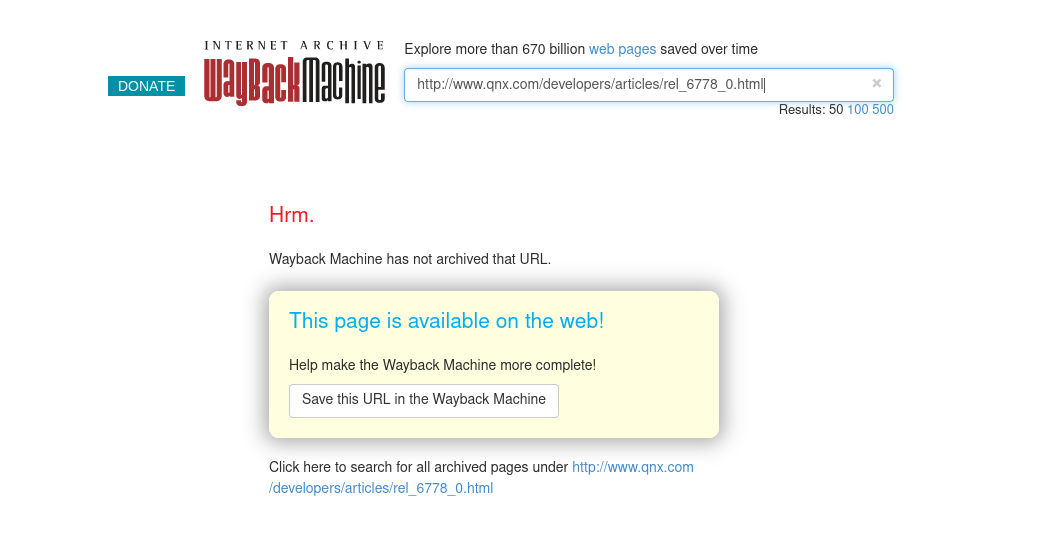 INTERNET ARCHIVE
WayBackMachine
DONATE
Explore more than 670 billion web pages saved over time
http://www.qnx.com/developers/articles/rel_6778_0.html
×
Results: 50 100 500
Hrm.
Wayback Machine has not archived that URL.
This page is available on the web!
Help make the Wayback Machine more complete!
Save this URL in the Wayback Machine
Click here to search for all archived pages under http://www.qnx.com
/developers/articles/rel_6778_0.html